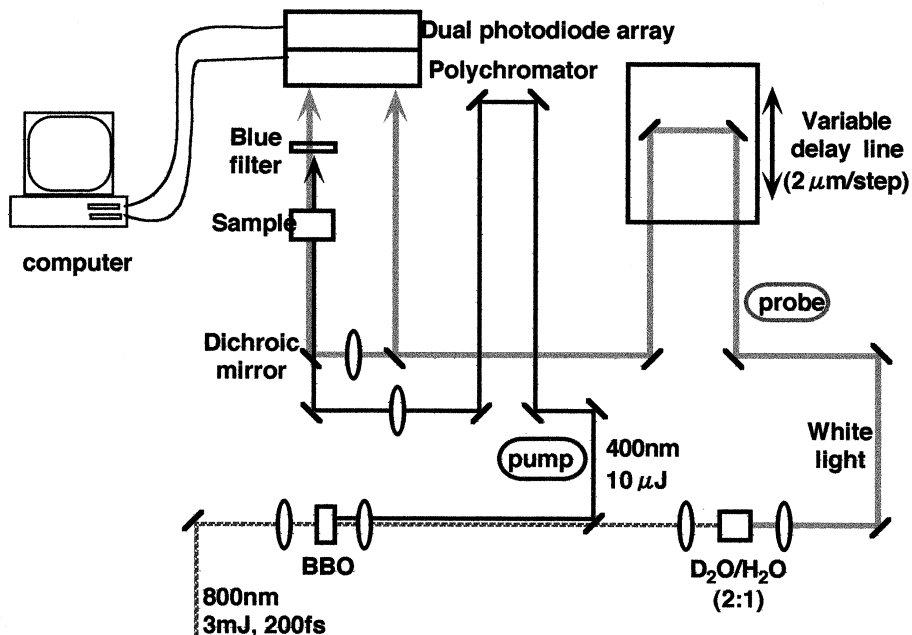 Dual photodiode array
Polychromator
Blue
filter
Variable
delay line
(2 μm/step)
Sample
computer
probe
Dichroic
mirror
White
light
pump
400nm
10 μJ
BBO
D₂O/H₂O
(2:1)
800nm
3mJ, 200fs